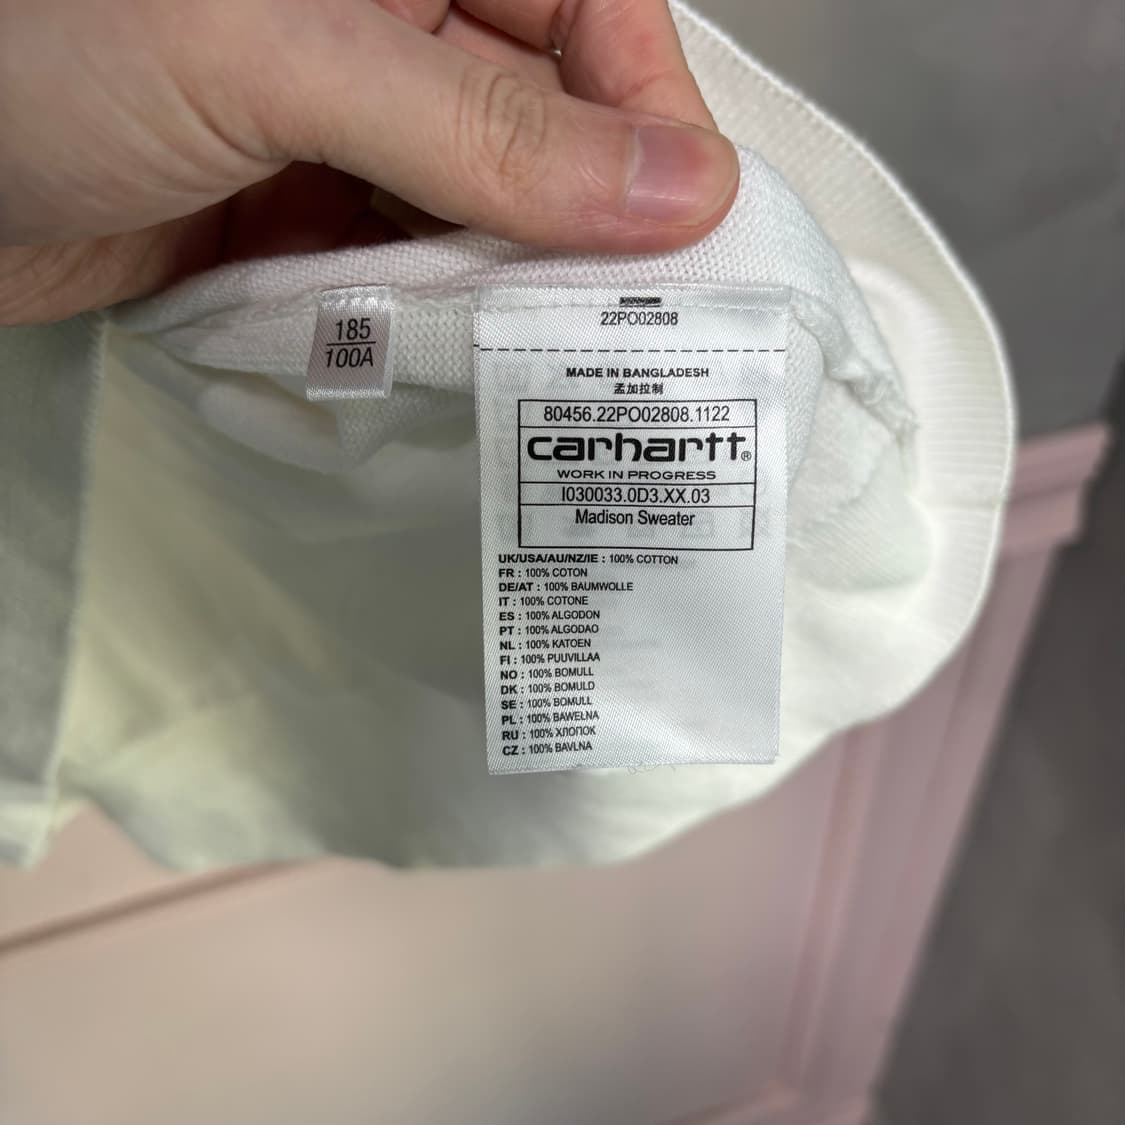 185
100A
22PO02808
MADE IN BANGLADESH
孟加拉制
80456.22PO02808.1122
carhartt®
WORK IN PROGRESS
I030033.0D3.XX.03
Madison Sweater
UK/USA/AU/NZ/IE : 100% COTTON
FR : 100% COTON
DE/AT : 100% BAUMWOLLE
IT : 100% COTONE
ES : 100% ALGODON
PT : 100% ALGODAO
NL : 100% KATOEN
FI : 100% PUUVILLAA
NO : 100% BOMULL
DK : 100% BOMULD
SE : 100% BOMULL
PL : 100% BAWEŁNA
RU : 100% ХЛОПОК
CZ : 100% BAVLNA